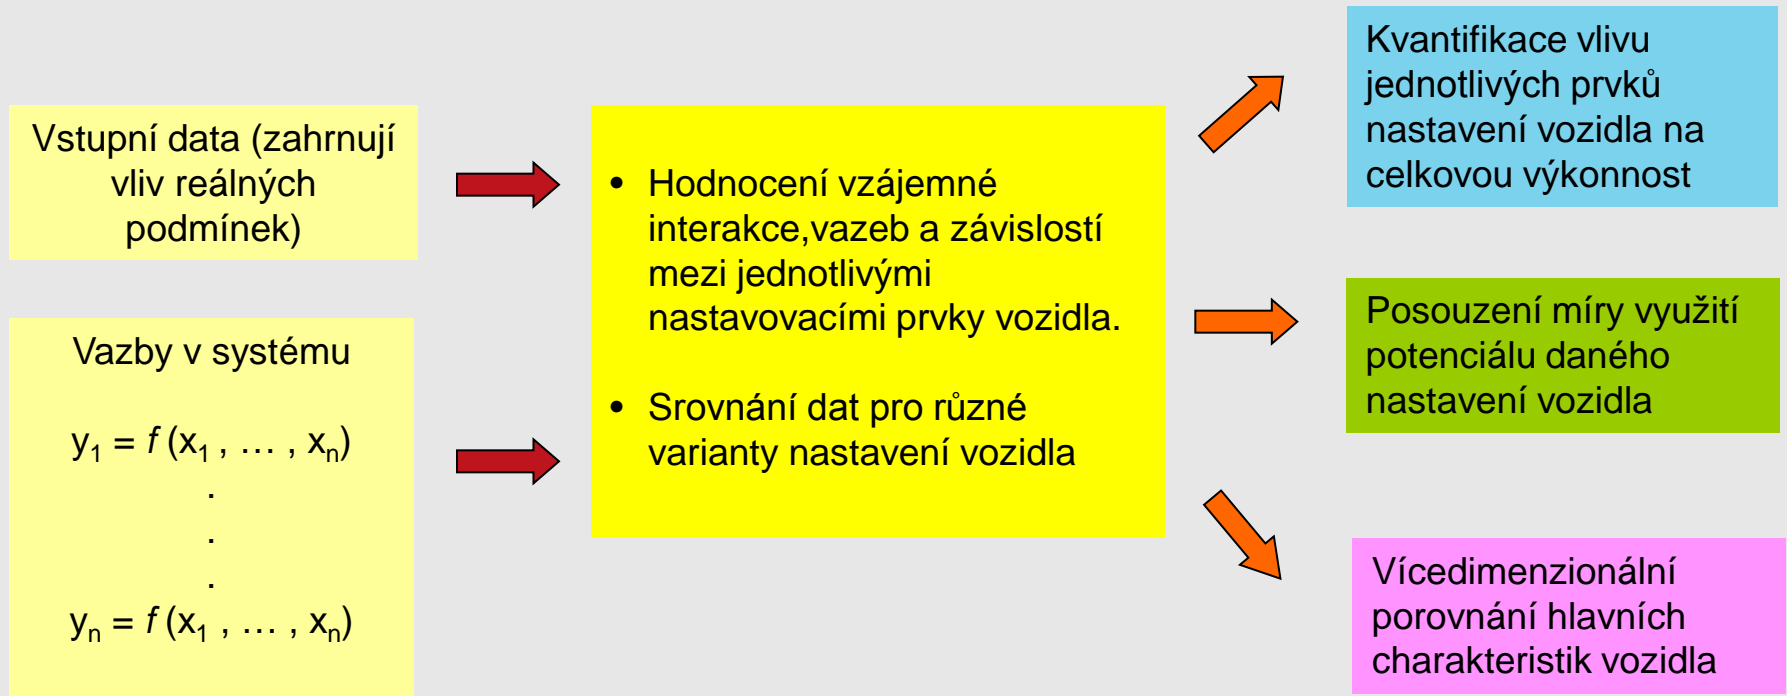 Vstupní data (zahrnují
vliv reálných
podmínek)
Vazby v systému
y₁ = f (x₁ , … , xₙ)
.
.
.
yₙ = f (x₁ , … , xₙ)
• Hodnocení vzájemné
interakce,vazeb a závislostí
mezi jednotlivými
nastavovacími prvky vozidla.
• Srovnání dat pro různé
varianty nastavení vozidla
Kvantifikace vlivu
jednotlivých prvků
nastavení vozidla na
celkovou výkonnost
Posouzení míry využití
potenciálu daného
nastavení vozidla
Vícedimenzionální
porovnání hlavních
charakteristik vozidla